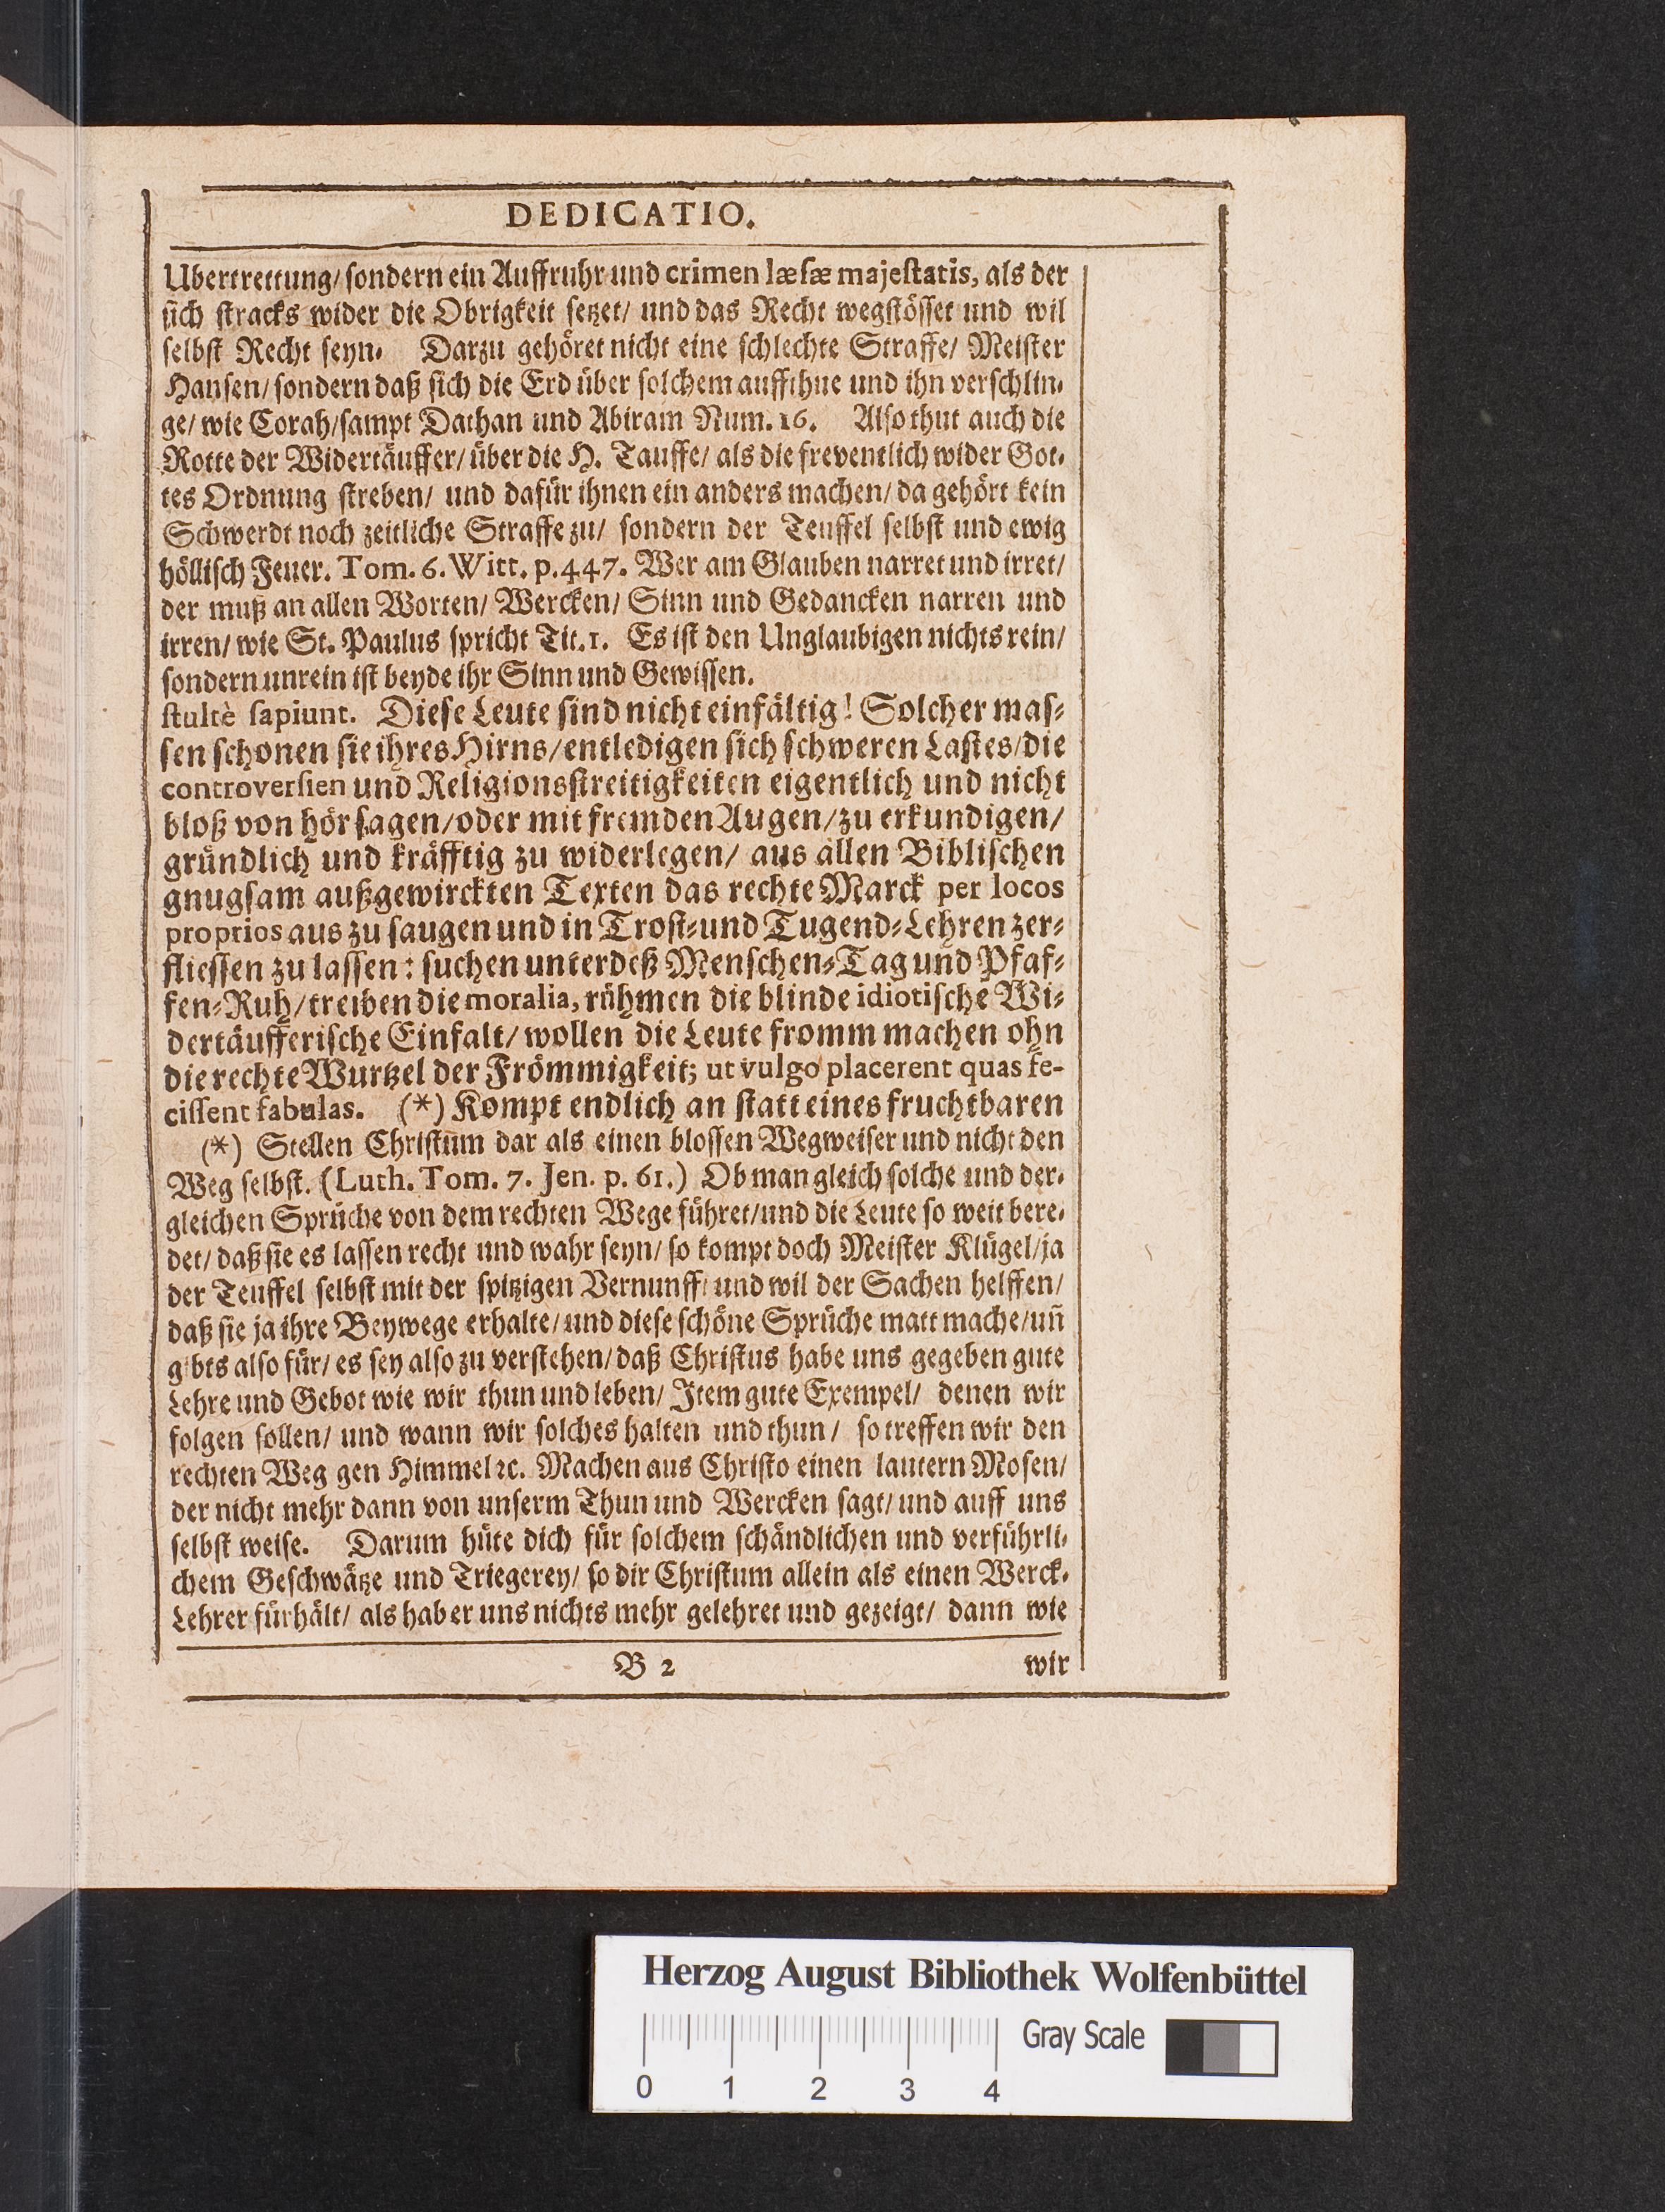 DEDICATIO.
Ubertrettung/ sondern ein Auffruhr und crimen læsæ majestatis, als der
sich stracks wider die Obrigkeit setzet/ und das Recht wegstösset und wil
selbst Recht seyn. Darzu gehöret nicht eine schlechte Straffe/ Meister
Hansen/ sondern daß sich die Erd über solchem auffthue und ihn verschlin-
ge/ wie Corah/ sampt Dathan und Abiram Num. 16. Also thut auch die
Rotte der Widertäuffer/ über die H. Tauffe/ als die freventlich wider Got-
tes Ordnung streben/ und dafür ihnen ein anders machen/ da gehört kein
Schwerdt noch zeitliche Straffe zu/ sondern der Teuffel selbst und ewig
höllisch Feuer. Tom. 6. Witt. p. 447. Wer am Glauben narret und irret/
der muß an allen Worten/ Wercken/ Sinn und Gedancken narren und
irren/ wie St. Paulus spricht Tit. 1. Es ist den Unglaubigen nichts rein/
sondern unrein ist beyde ihr Sinn und Gewissen.
stultè sapiunt. Diese Leute sind nicht einfältig! Solcher mas-
sen schonen sie ihres Hirns/ entledigen sich schweren Lastes/ die
controversien und Religionsstreitigkeiten eigentlich und nicht
bloß von hör sagen/ oder mit fremden Augen/ zu erkundigen/
gründlich und kräfftig zu widerlegen/ aus allen Biblischen
gnugsam außgewirckten Texten das rechte Marck per locos
proprios aus zu saugen und in Trost- und Tugend-Lehren zer-
fliessen zu lassen: suchen unterdeß Menschen-Tag und Pfaf-
fen-Ruh/ treiben die moralia, rühmen die blinde idiotische Wi-
dertäufferische Einfalt/ wollen die Leute fromm machen ohn
die rechte Wurtzel der Frömmigkeit; ut vulgo placerent quas fe-
cissent fabulas. (*) Kompt endlich an statt eines fruchtbaren
(*) Stellen Christum dar als einen blossen Wegweiser und nicht den
Weg selbst. (Luth. Tom. 7. Jen. p. 61.) Ob man gleich solche und der-
gleichen Sprüche von dem rechten Wege führet/ und die Leute so weit bere-
det/ daß sie es lassen recht und wahr seyn/ so kompt doch Meister Klügel/ ja
der Teuffel selbst mit der spitzigen Vernunfft und wil der Sachen helffen/
daß sie ja ihre Beywege erhalte/ und diese schöne Sprüche matt mache/ uñ
gibts also für/ es sey also zu verstehen/ daß Christus habe uns gegeben gute
Lehre und Gebot wie wir thun und leben/ Item gute Exempel/ denen wir
folgen sollen/ und wann wir solches halten und thun/ so treffen wir den
rechten Weg gen Himmel ꝛc. Machen aus Christo einen lautern Mosen/
der nicht mehr dann von unserm Thun und Wercken sagt/ und auff uns
selbst weise. Darum hüte dich für solchem schändlichen und verführli-
chem Geschwätze und Triegerey/ so dir Christum allein als einen Werck-
Lehrer fürhält/ als hab er uns nichts mehr gelehret und gezeigt/ dann wie
B 2 wir
Herzog August Bibliothek Wolfenbüttel
Gray Scale
0 1 2 3 4